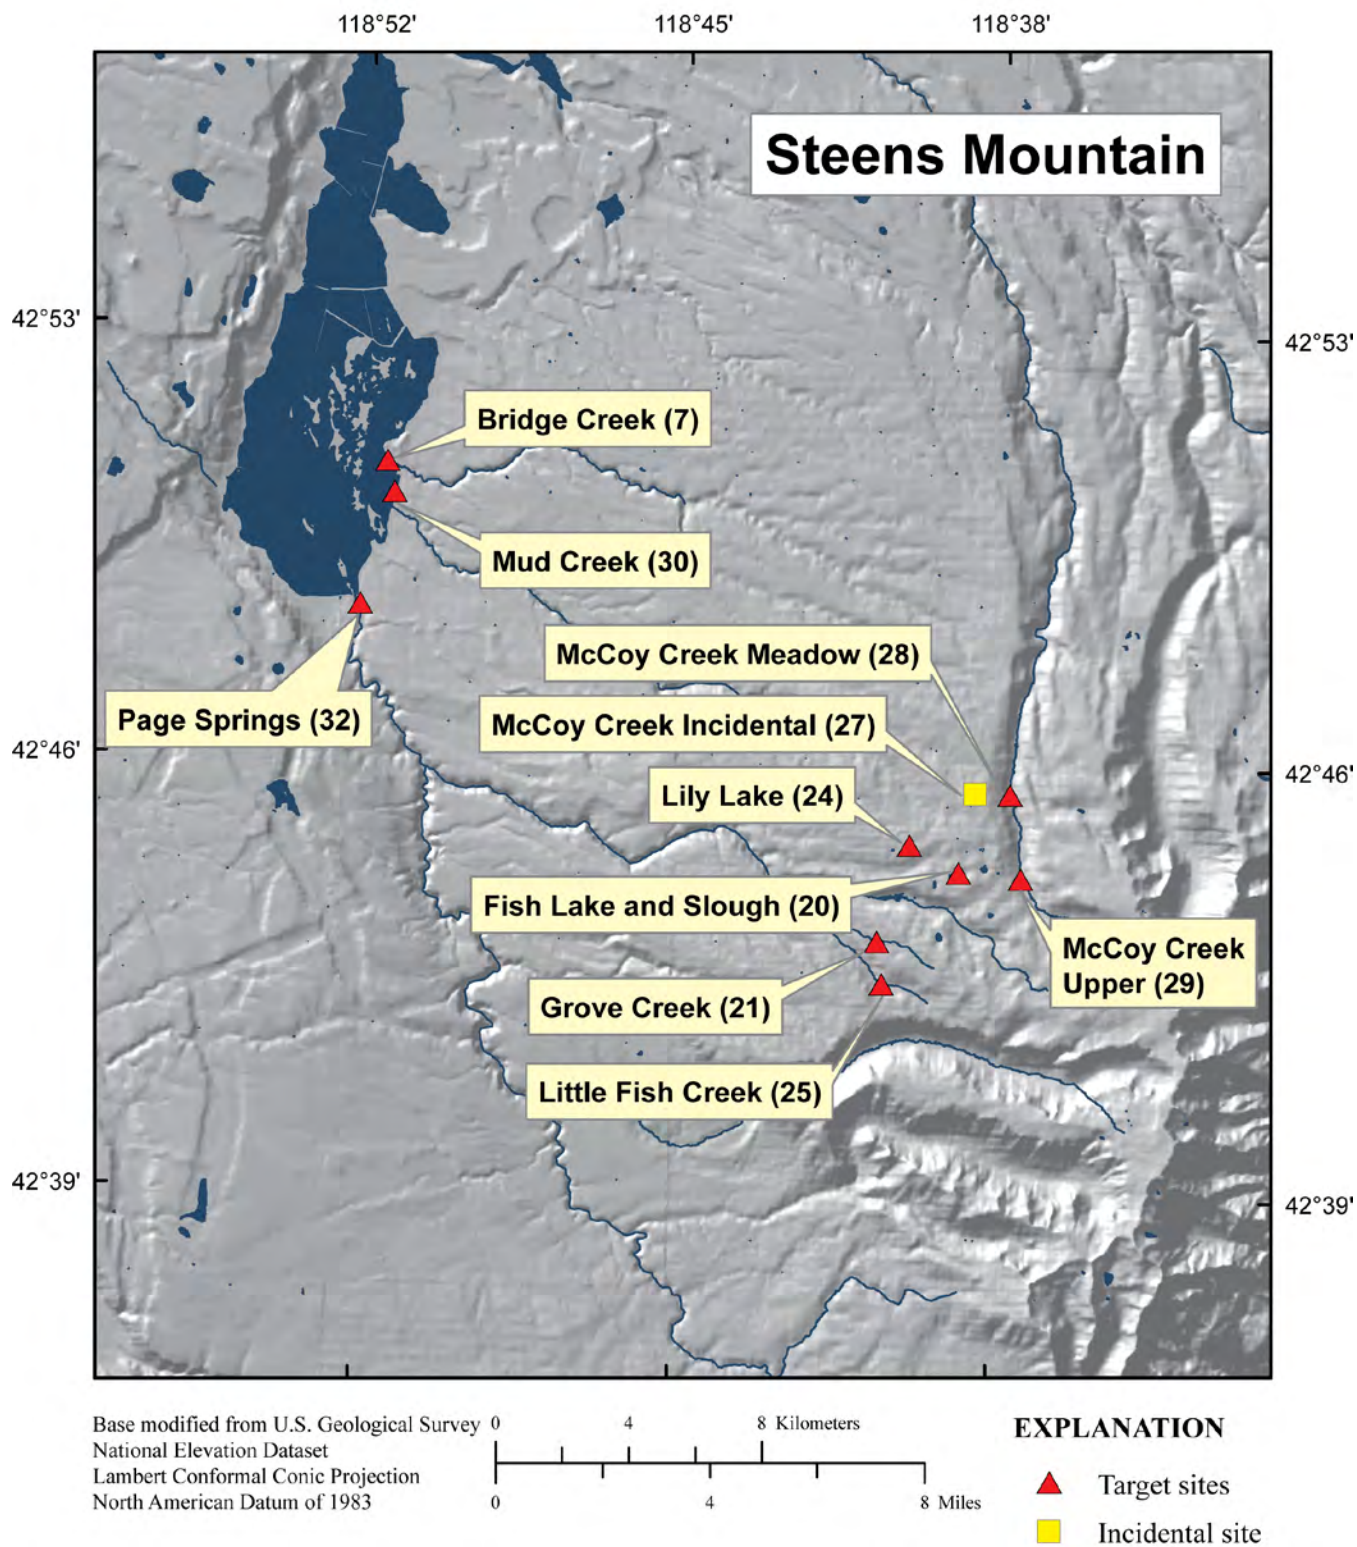 118°52' 118°45' 118°38'
Steens Mountain
42°53' 42°53'
Bridge Creek (7)
Mud Creek (30)
McCoy Creek Meadow (28)
Page Springs (32)
McCoy Creek Incidental (27)
42°46' 42°46'
Lily Lake (24)
Fish Lake and Slough (20)
McCoy Creek
Upper (29)
Grove Creek (21)
Little Fish Creek (25)
42°39' 42°39'
Base modified from U.S. Geological Survey
National Elevation Dataset
Lambert Conformal Conic Projection
North American Datum of 1983
0 4 8 Kilometers
0 4 8 Miles
EXPLANATION
Target sites
Incidental site